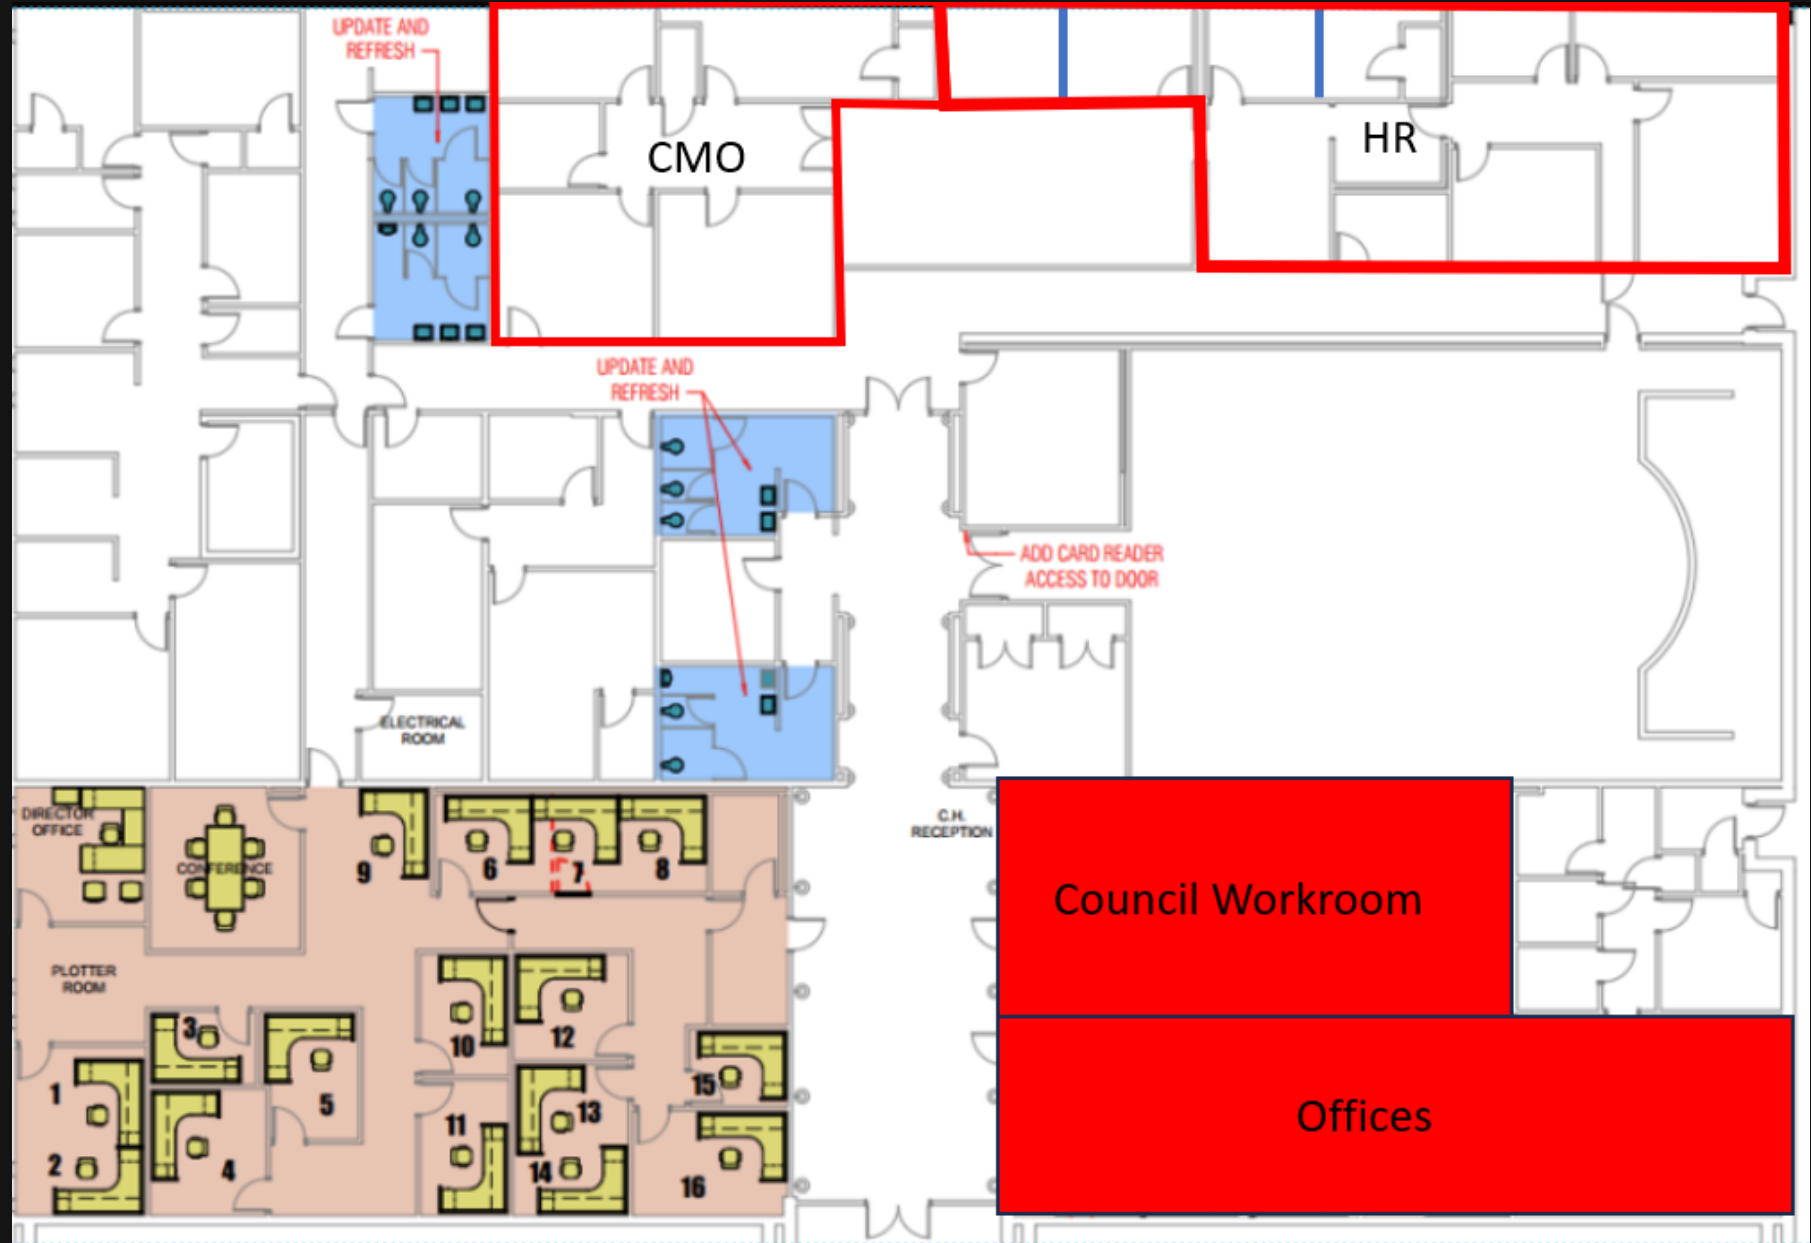 UPDATE AND
REFRESH
CMO
HR
UPDATE AND
REFRESH
ADD CARD READER
ACCESS TO DOOR
ELECTRICAL
ROOM
DIRECTOR
OFFICE
CONFERENCE
9
6
7
8
C.H.
RECEPTION
Council Workroom
PLOTTER
ROOM
3
10
12
1
5
15
11
13
2
4
14
16
Offices